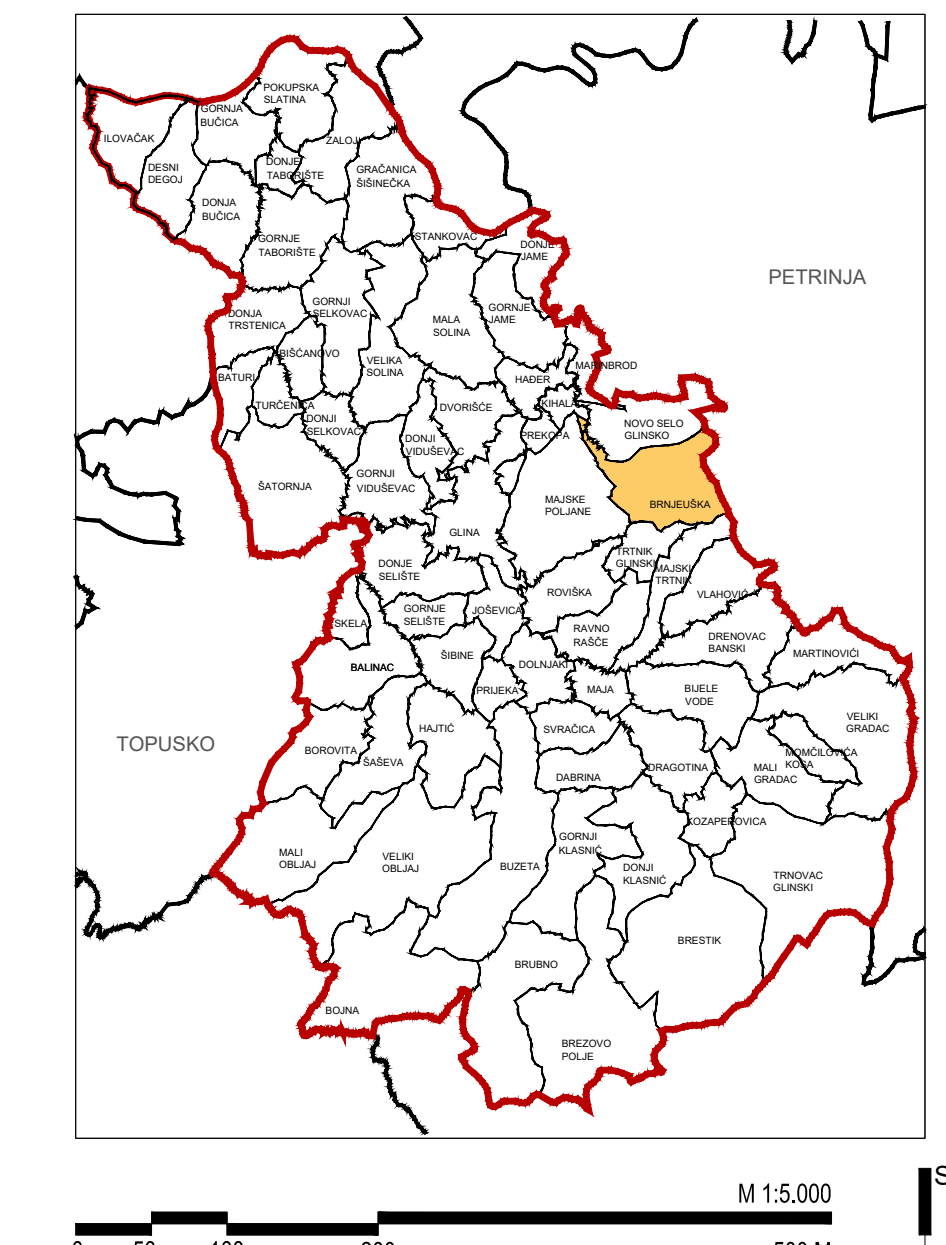 POKUPSKA
SLATINA
GORNJA
BUČICA
ILOVAČAK
ZALOJ
DESNI
DEGOJ
DONJE
TABORIŠTE
GRAČANICA
ŠIŠINEČKA
DONJA
BUČICA
GORNJE
TABORIŠTE
STANKOVAC
DONJE
JAME
PETRINJA
GORNJI
SELKOVAC
GORNJE
JAME
DONJA
TRSTENICA
MALA
SOLINA
BIŠĆANOVO
VELIKA
SOLINA
MARINBROD
BATURI
HAĐER
TURČENICA
DVORIŠĆE
KIHALA
DONJI
SELKOVAC
NOVO SELO
GLINSKO
PREKOPA
DONJI
VIDUŠEVAC
GORNJI
VIDUŠEVAC
ŠATORNJA
MAJSKE
POLJANE
BRNJEUŠKA
GLINA
TRTNIK
GLINSKI
DONJE
SELIŠTE
MAJSKI
TRTNIK
ROVIŠKA
VLAHOVIĆ
GORNJE
SELIŠTE
JOŠEVICA
SKELA
RAVNO
RAŠČE
DRENOVAC
BANSKI
MARTINOVIĆI
ŠIBINE
BALINAC
DOLNJAKI
PRIJEKA
MAJA
BIJELE
VODE
VELIKI
GRADAC
TOPUSKO
HAJTIĆ
SVRAČICA
BOROVITA
ŠAŠEVA
MOMČILOVIĆA
KOSA
DRAGOTINA
MALI
GRADAC
DABRINA
KOZAPEROVICA
GORNJI
KLASNIĆ
MALI
OBLJAJ
VELIKI
OBLJAJ
BUZETA
DONJI
KLASNIĆ
TRNOVAC
GLINSKI
BRESTIK
BRUBNO
BOJNA
BREZOVO
POLJE
M 1:5.000
S